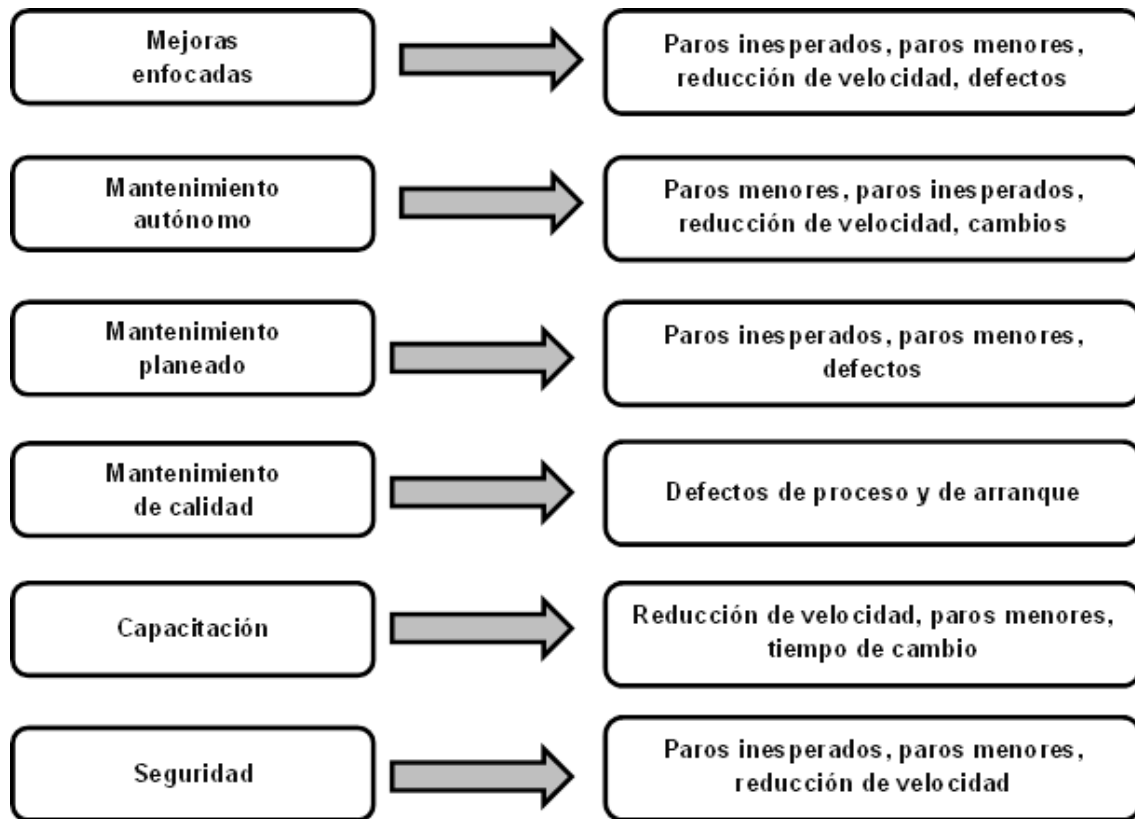 Mejoras
enfocadas
Paros inesperados, paros menores,
reducción de velocidad, defectos
Mantenimiento
autónomo
Paros menores, paros inesperados,
reducción de velocidad, cambios
Mantenimiento
planeado
Paros inesperados, paros menores,
defectos
Mantenimiento
de calidad
Defectos de proceso y de arranque
Capacitación
Reducción de velocidad, paros menores,
tiempo de cambio
Seguridad
Paros inesperados, paros menores,
reducción de velocidad